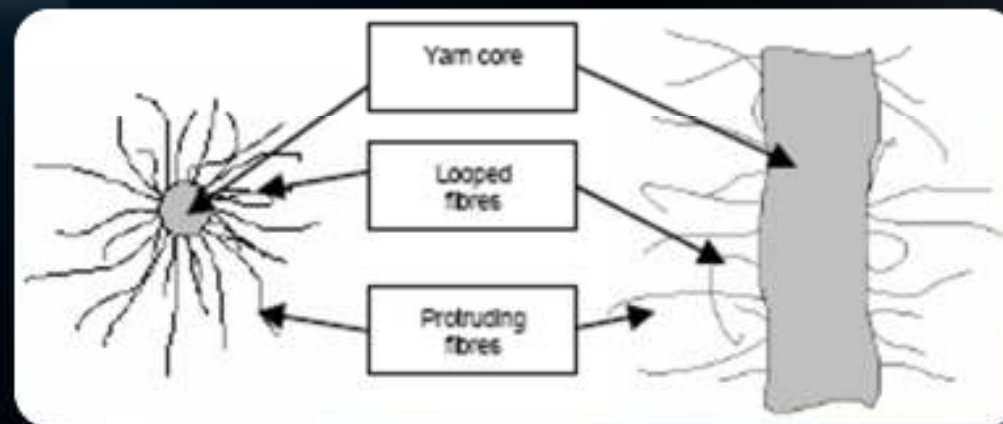 Yarn core
Looped
fibres
Protruding
fibres